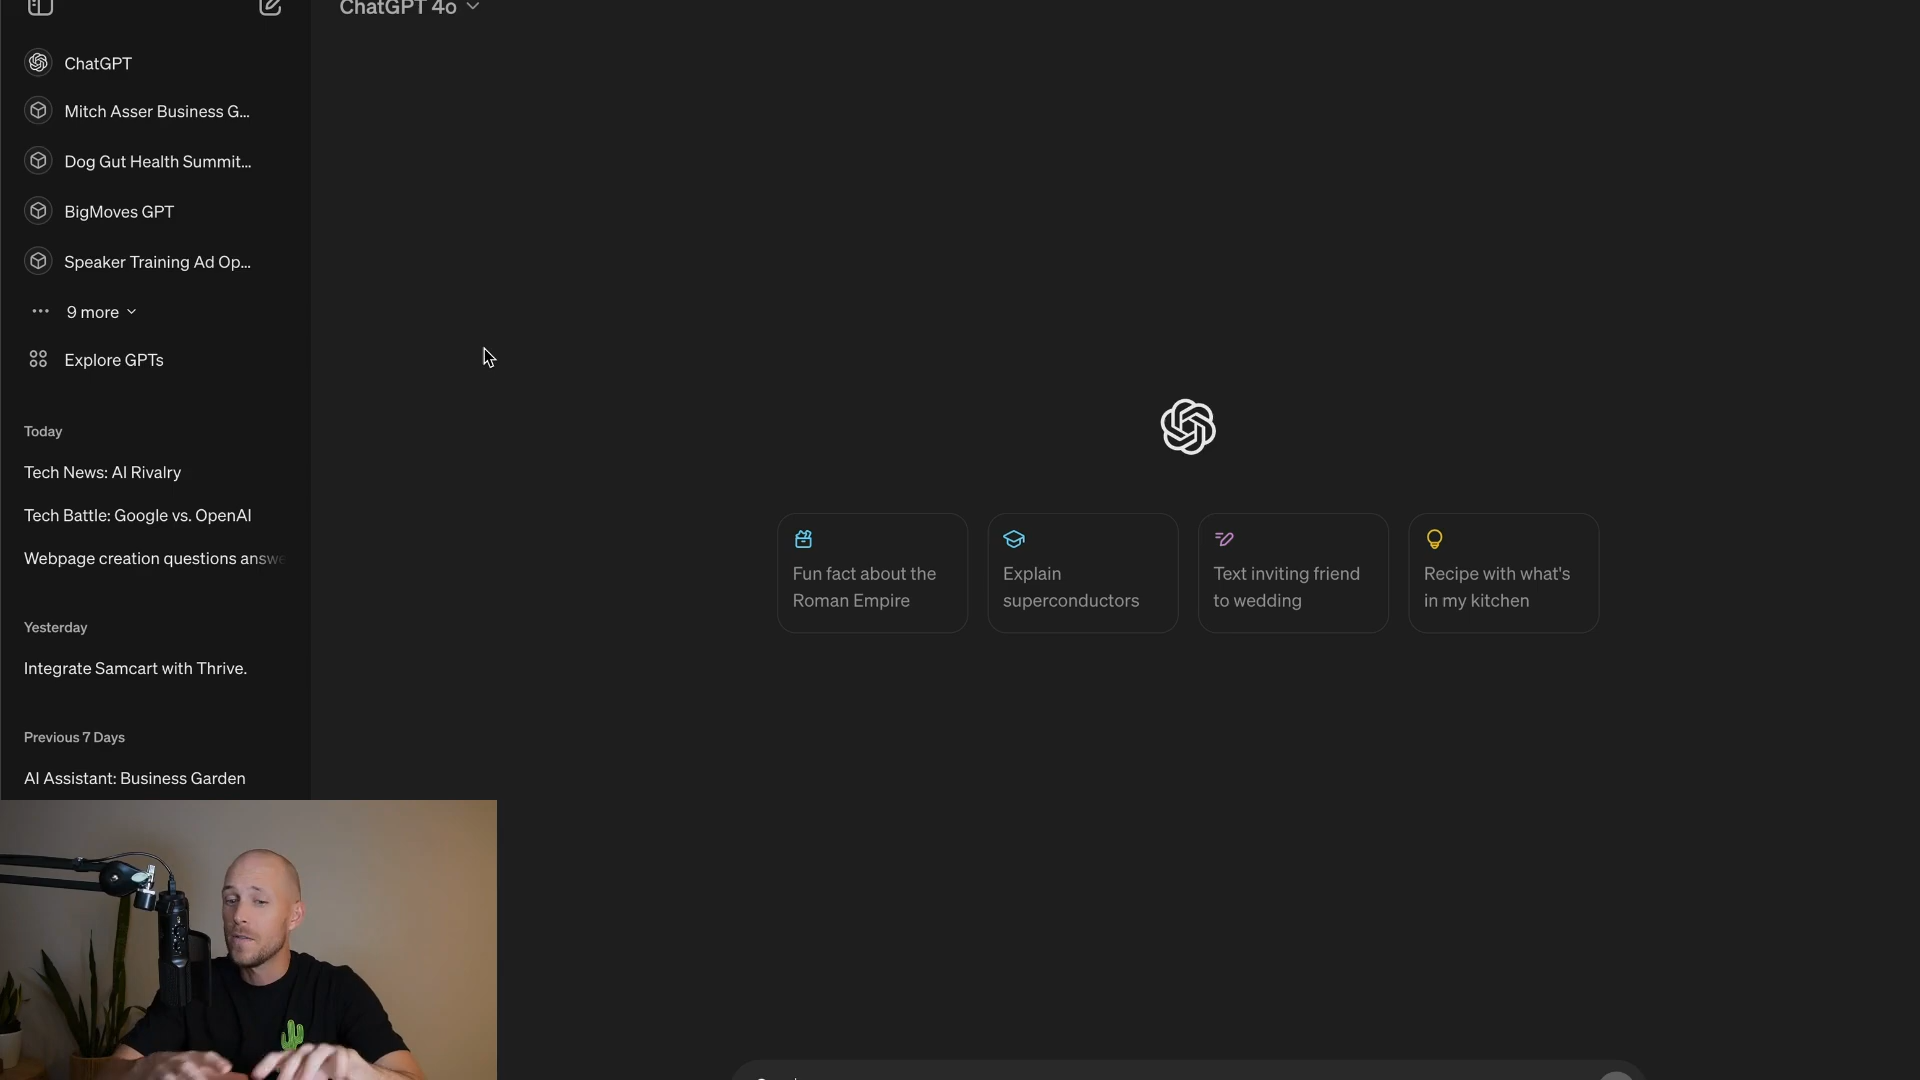 ChatGPT 4o
ChatGPT
Mitch Asser Business G...
Dog Gut Health Summit...
BigMoves GPT
Speaker Training Ad Op...
9 more
Explore GPTs
Today
Tech News: AI Rivalry
Tech Battle: Google vs. OpenAI
Webpage creation questions answe
Yesterday
Integrate Samcart with Thrive.
Previous 7 Days
AI Assistant: Business Garden
Fun fact about the
Roman Empire
Explain
superconductors
Text inviting friend
to wedding
Recipe with what's
in my kitchen